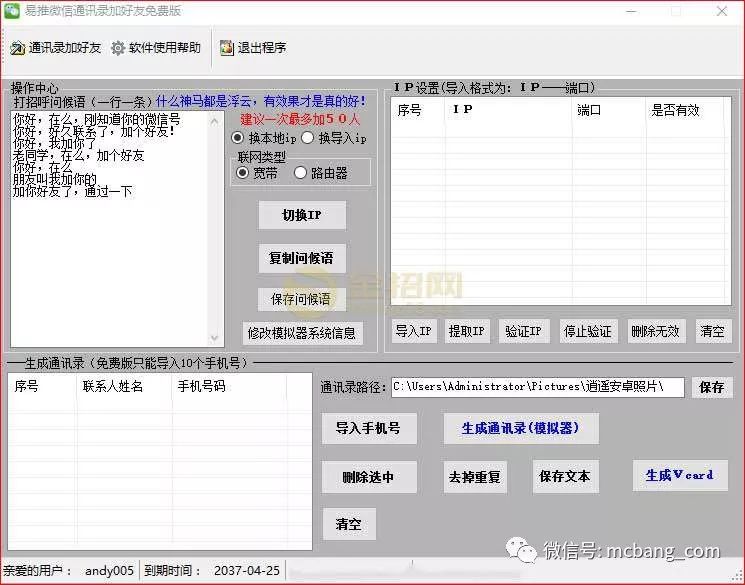 易推微信通讯录加好友免费版
通讯录加好友 软件使用帮助 退出程序
操作中心
打招呼问候语（一行一条）什么神马都是浮云，有效果才是真的好！
你好，在么，刚知道你的微信号
你好，好久联系了，加个好友！
你好，我加你了
老同学，在么，加个好友
你好，在么
朋友叫我加你的
加你好友了，通过一下
建议一次最多加５０人
换本地ip 换导入ip
联网类型
宽带 路由器
切换IP
复制问候语
保存问候语
修改模拟器系统信息
ＩＰ设置(导入格式为：ＩＰ——端口)
序号 ＩＰ 端口 是否有效
金招网
导入IP 提取IP 验证IP 停止验证 删除无效 清空
生成通讯录（免费版只能导入10个手机号）
序号 联系人姓名 手机号码
通讯录路径： C:\Users\Administrator\Pictures\逍遥安卓照片\ 保存
导入手机号 生成通讯录(模拟器)
删除选中 去掉重复 保存文本 生成Ｖcard
清空
微信号: mcbang_com
亲爱的用户： andy005 到期时间： 2037-04-25